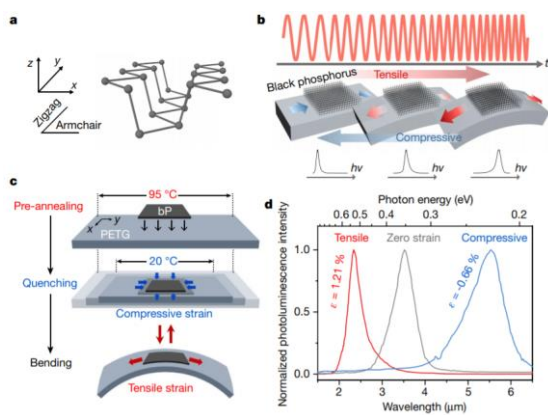 a
z
y
x
Zigzag
Armchair
b
t
Black phosphorus
Tensile
Compressive
hν
hν
hν
c
Pre-annealing
95 °C
bP
x
y
PETG
Quenching
20 °C
Compressive strain
Bending
Tensile strain
d
Photon energy (eV)
0.6 0.5 0.4 0.3 0.2
Normalized photoluminescence intensity
1.0
0.5
0.0
Tensile
Zero strain
Compressive
ε = 1.21 %
ε = -0.66 %
2 3 4 5 6
Wavelength (μm)